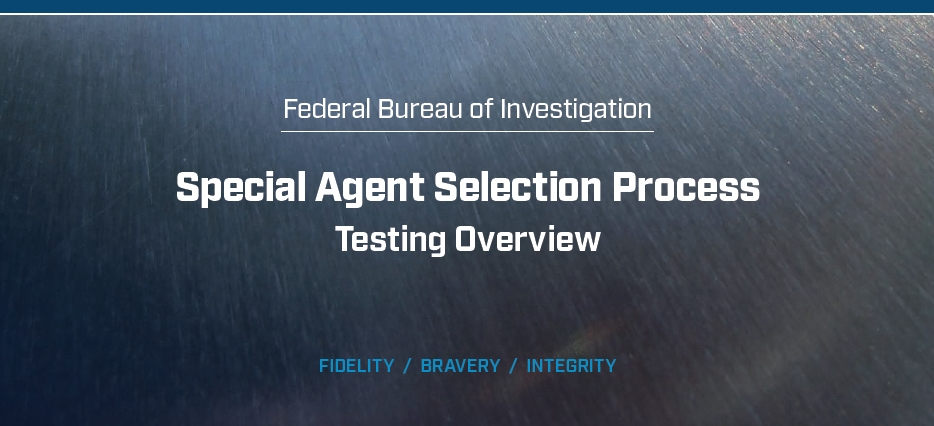 Federal Bureau of Investigation
Special Agent Selection Process
Testing Overview
FIDELITY / BRAVERY / INTEGRITY